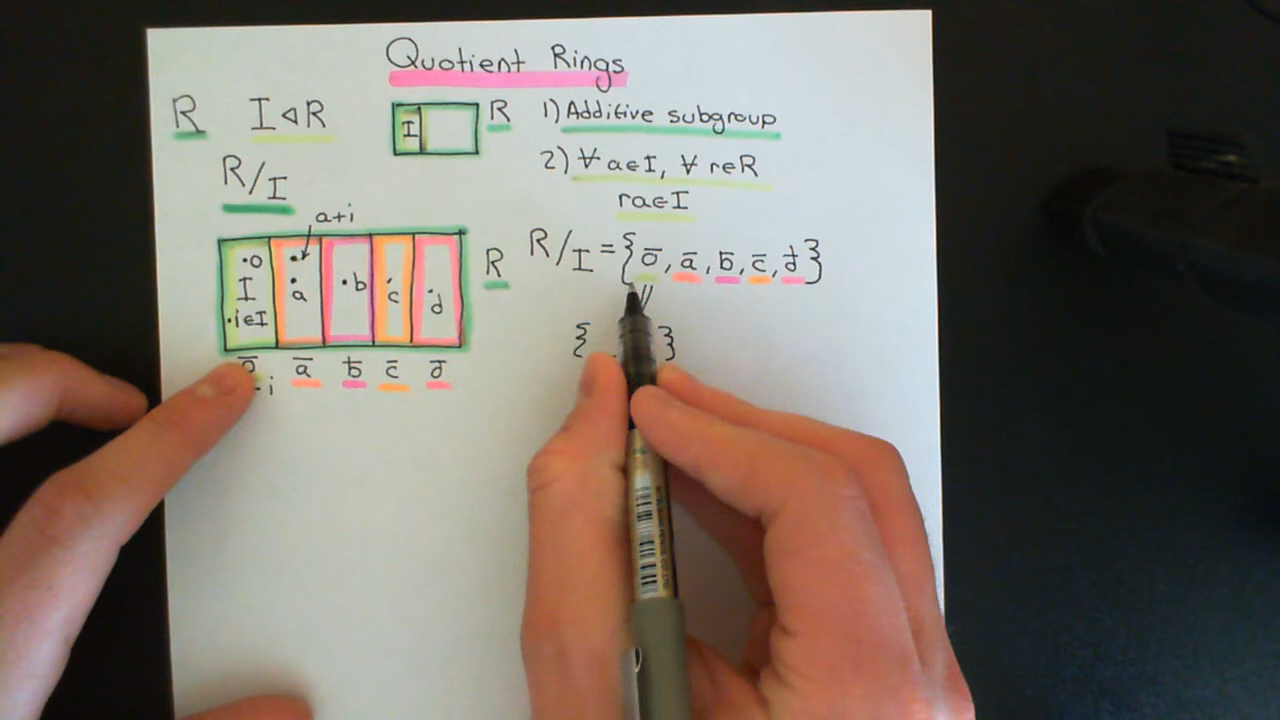 Quotient Rings
R I ⊲ R
I R
1) Additive subgroup
2) ∀ a∈I, ∀ r∈R
ra∈I
R/I
a+i
·0 I ·i∈I ·a ·b ·c ·d R
0̅ a̅ b̅ c̅ d̅
-i
R/I = {0̅, a̅, b̅, c̅, d̅}
{ }